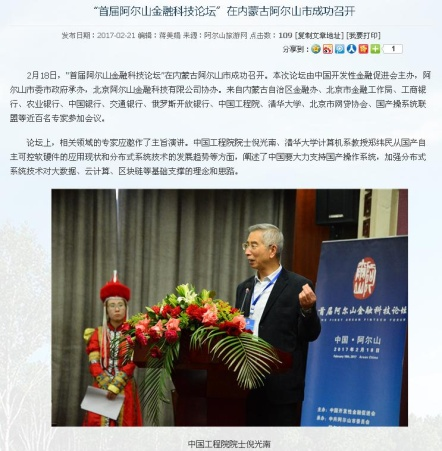 “首届阿尔山金融科技论坛”在内蒙古阿尔山市成功召开
发布日期：2017-02-21 编辑：蒋美娟 来源：阿尔山旅游网 点击数：109 [复制文章地址] [我要打印]
分享到： 1
2月18日，“首届阿尔山金融科技论坛”在内蒙古阿尔山市成功召开。本次论坛由中国开发性金融促进会主办，阿
尔山市委市政府承办，北京阿尔山金融科技有限公司协办。来自内蒙古自治区金融办、北京市金融工作局、工商银
行、农业银行、中国银行、交通银行、俄罗斯开放银行、中国工程院、清华大学、北京市网贷协会、国产操系统联
盟等近百名专家参加会议。
论坛上，相关领域的专家应邀作了主旨演讲。中国工程院院士倪光南、清华大学计算机系教授郑纬民从国产自
主可控软硬件的应用现状和分布式系统技术的发展趋势等方面，阐述了中国要大力支持国产操作系统，加强分布式
系统技术对大数据、云计算、区块链等基础支撑的理念和思路。
首届阿尔山金融科技论坛
中国·阿尔山
2017年2月18日
主办：中国开发性金融促进会
中国工程院院士倪光南